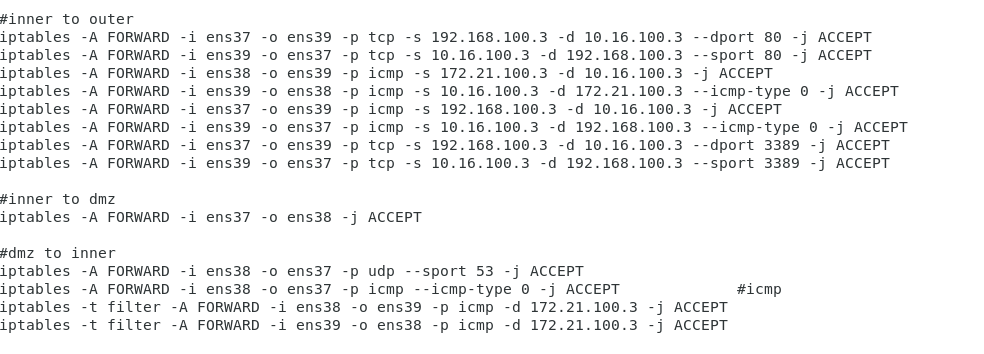 #inner to outer
iptables -A FORWARD -i ens37 -o ens39 -p tcp -s 192.168.100.3 -d 10.16.100.3 --dport 80 -j ACCEPT
iptables -A FORWARD -i ens39 -o ens37 -p tcp -s 10.16.100.3 -d 192.168.100.3 --sport 80 -j ACCEPT
iptables -A FORWARD -i ens38 -o ens39 -p icmp -s 172.21.100.3 -d 10.16.100.3 -j ACCEPT
iptables -A FORWARD -i ens39 -o ens38 -p icmp -s 10.16.100.3 -d 172.21.100.3 --icmp-type 0 -j ACCEPT
iptables -A FORWARD -i ens37 -o ens39 -p icmp -s 192.168.100.3 -d 10.16.100.3 -j ACCEPT
iptables -A FORWARD -i ens39 -o ens37 -p icmp -s 10.16.100.3 -d 192.168.100.3 --icmp-type 0 -j ACCEPT
iptables -A FORWARD -i ens37 -o ens39 -p tcp -s 192.168.100.3 -d 10.16.100.3 --dport 3389 -j ACCEPT
iptables -A FORWARD -i ens39 -o ens37 -p tcp -s 10.16.100.3 -d 192.168.100.3 --sport 3389 -j ACCEPT

#inner to dmz
iptables -A FORWARD -i ens37 -o ens38 -j ACCEPT

#dmz to inner
iptables -A FORWARD -i ens38 -o ens37 -p udp --sport 53 -j ACCEPT
iptables -A FORWARD -i ens38 -o ens37 -p icmp --icmp-type 0 -j ACCEPT             #icmp
iptables -t filter -A FORWARD -i ens38 -o ens39 -p icmp -d 172.21.100.3 -j ACCEPT
iptables -t filter -A FORWARD -i ens39 -o ens38 -p icmp -d 172.21.100.3 -j ACCEPT